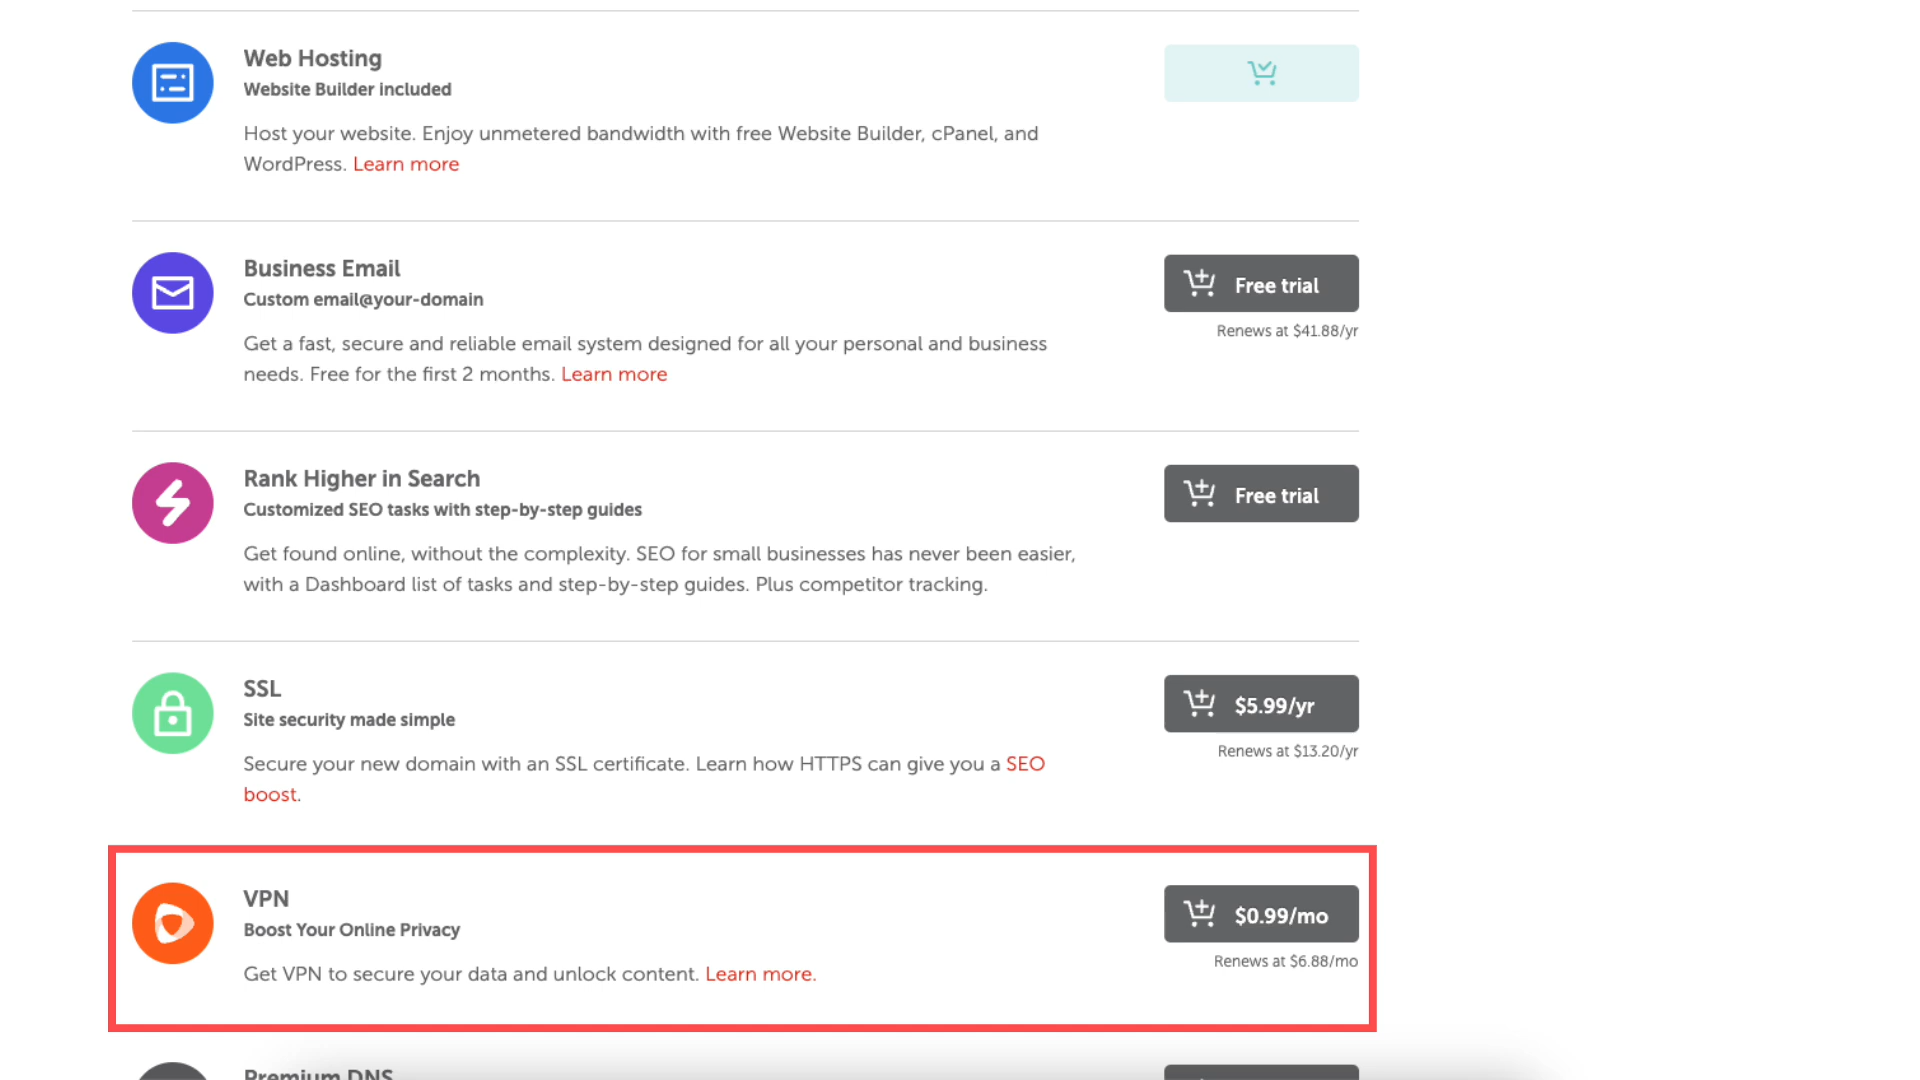 Web Hosting
Website Builder included
Host your website. Enjoy unmetered bandwidth with free Website Builder, cPanel, and
WordPress. Learn more
Business Email
Custom email@your-domain
Get a fast, secure and reliable email system designed for all your personal and business
needs. Free for the first 2 months. Learn more
Free trial
Renews at $41.88/yr
Rank Higher in Search
Customized SEO tasks with step-by-step guides
Get found online, without the complexity. SEO for small businesses has never been easier,
with a Dashboard list of tasks and step-by-step guides. Plus competitor tracking.
Free trial
SSL
Site security made simple
Secure your new domain with an SSL certificate. Learn how HTTPS can give you a SEO
boost.
$5.99/yr
Renews at $13.20/yr
VPN
Boost Your Online Privacy
Get VPN to secure your data and unlock content. Learn more.
$0.99/mo
Renews at $6.88/mo
Premium DNS